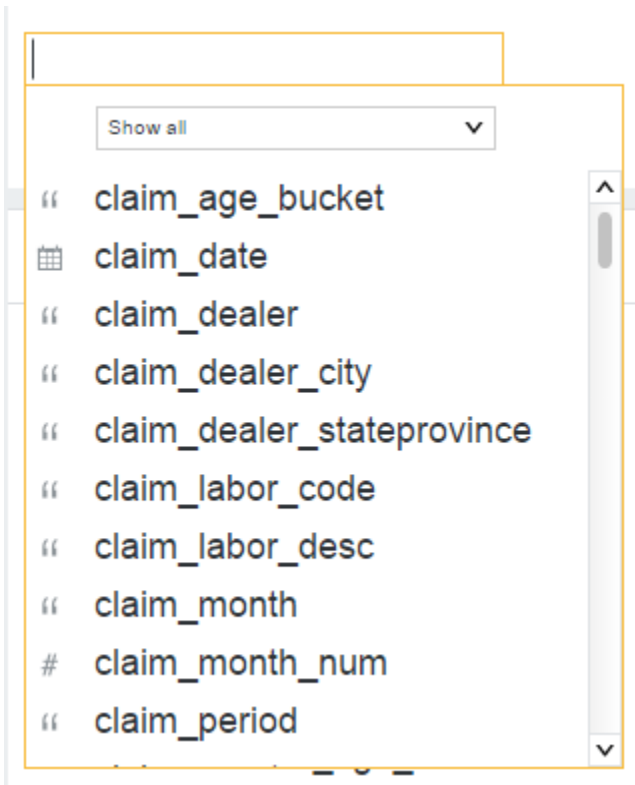 Show all
“ claim_age_bucket
claim_date
“ claim_dealer
“ claim_dealer_city
“ claim_dealer_stateprovince
“ claim_labor_code
“ claim_labor_desc
“ claim_month
# claim_month_num
“ claim_period